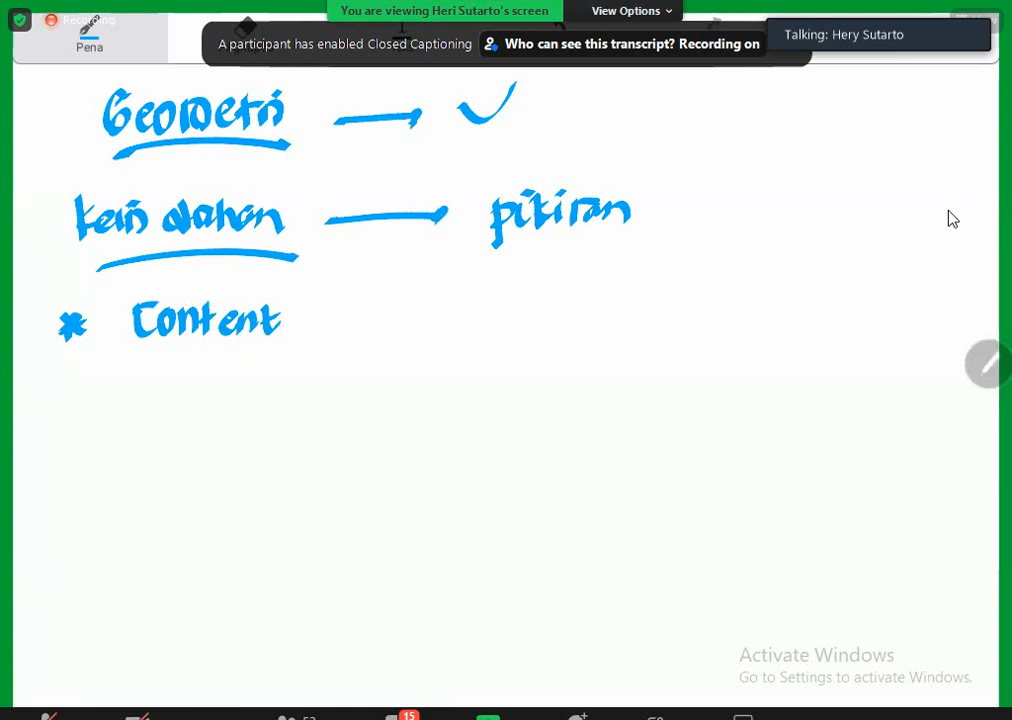 You are viewing Heri Sutarto's screen View Options
Recording
Pena
A participant has enabled Closed Captioning Who can see this transcript? Recording on
Talking: Hery Sutarto
Geometri → ✓
keindahan → pikiran
* Content
Activate Windows
Go to Settings to activate Windows.
15